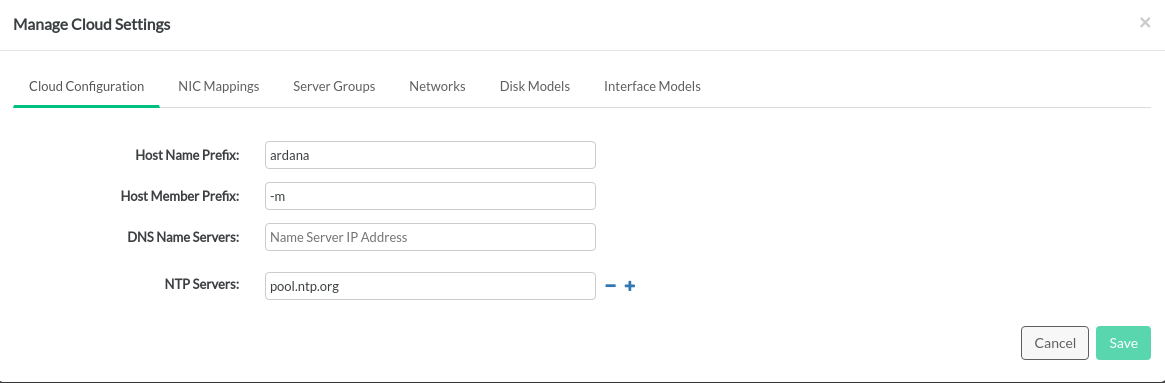 Manage Cloud Settings ×
Cloud Configuration NIC Mappings Server Groups Networks Disk Models Interface Models
Host Name Prefix: ardana
Host Member Prefix: -m
DNS Name Servers: Name Server IP Address
NTP Servers: pool.ntp.org − +
Cancel Save